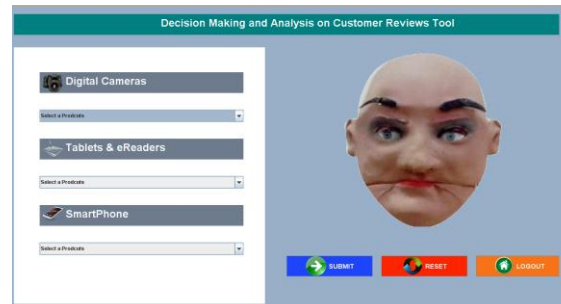 Decision Making and Analysis on Customer Reviews Tool
Digital Cameras
Select a Products
Tablets & eReaders
Select a Products
SmartPhone
Select a Products
SUBMIT
RESET
LOGOUT